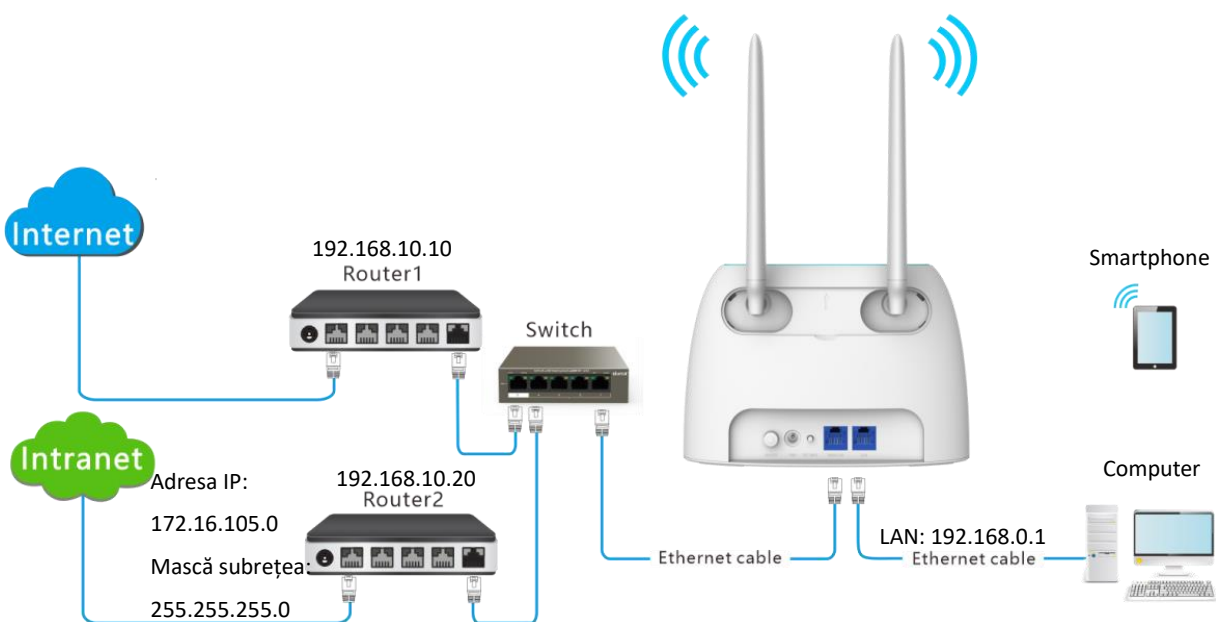 Internet
192.168.10.10
Router1
Switch
Smartphone
Intranet
Adresa IP:
172.16.105.0
Mască subrețea:
255.255.255.0
192.168.10.20
Router2
Ethernet cable
LAN: 192.168.0.1
Ethernet cable
Computer